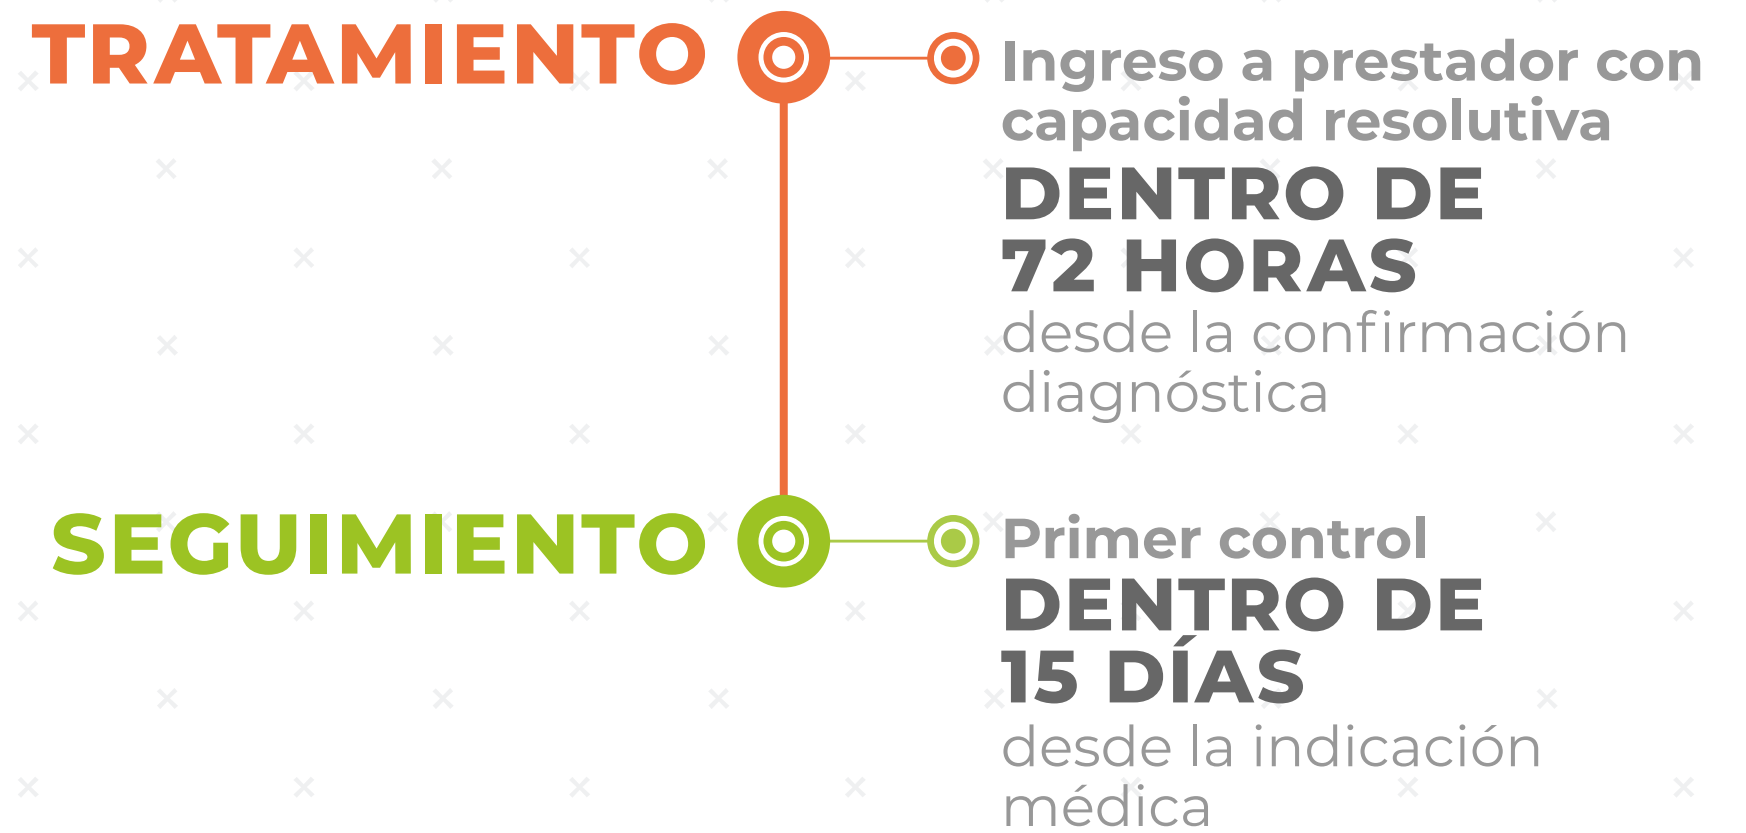 TRATAMIENTO
Ingreso a prestador con
capacidad resolutiva
DENTRO DE
72 HORAS
desde la confirmación
diagnóstica
SEGUIMIENTO
Primer control
DENTRO DE
15 DÍAS
desde la indicación
médica